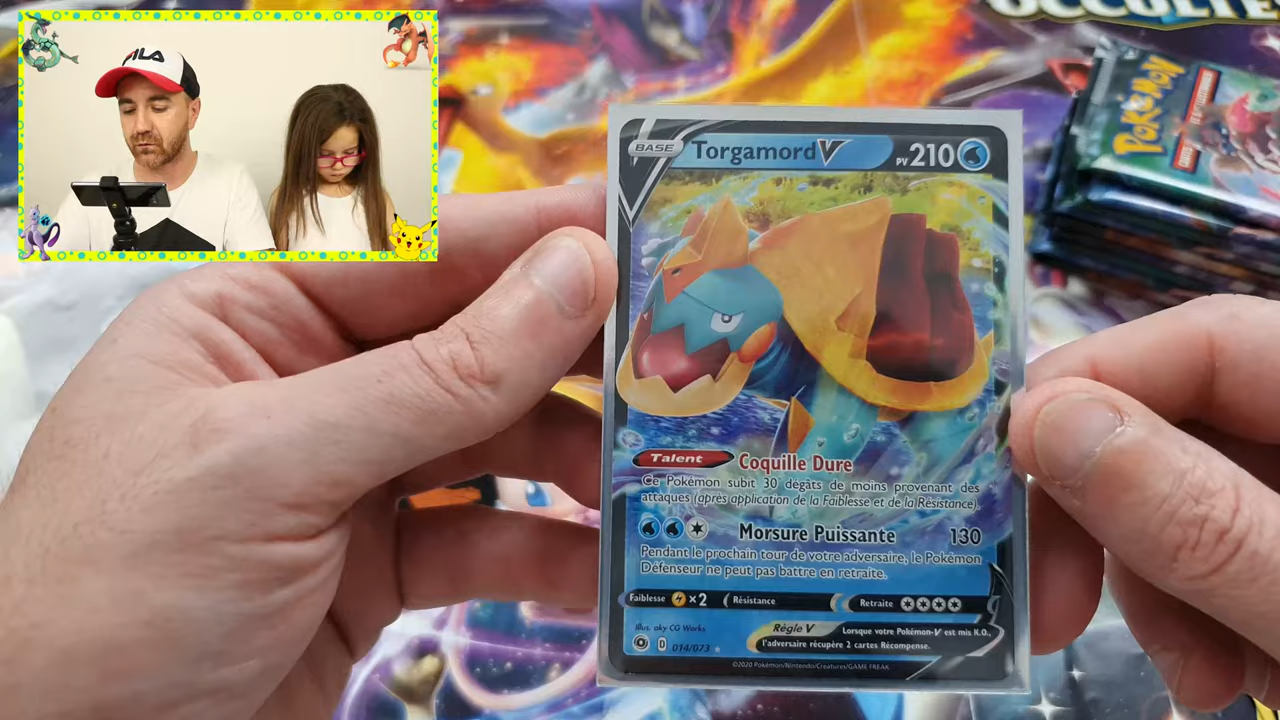 FILA
OCCULTES
POKÉMON
BASE
Torgamord V
PV 210
Talent Coquille Dure
Ce Pokémon subit 30 dégâts de moins provenant des
attaques (après application de la Faiblesse et de la Résistance).
Morsure Puissante 130
Pendant le prochain tour de votre adversaire, le Pokémon
Défenseur ne peut pas battre en retraite.
Faiblesse ×2 Résistance Retraite
Illus. aky CG Works
Règle V Lorsque votre Pokémon-V est mis K.O.,
l'adversaire récupère 2 cartes Récompense.
D 014/073
©2020 Pokémon/Nintendo/Creatures/GAME FREAK